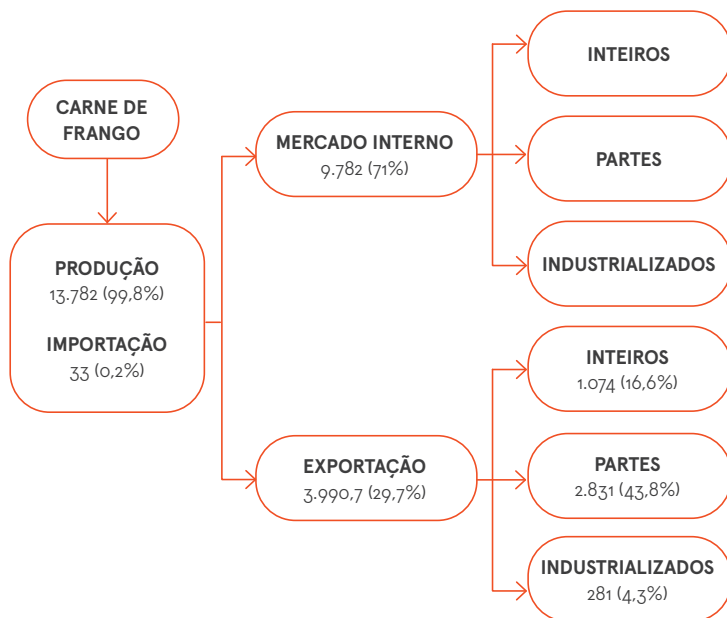 CARNE DE
FRANGO
PRODUÇÃO
13.782 (99,8%)
IMPORTAÇÃO
33 (0,2%)
MERCADO INTERNO
9.782 (71%)
INTEIROS
PARTES
INDUSTRIALIZADOS
EXPORTAÇÃO
3.990,7 (29,7%)
INTEIROS
1.074 (16,6%)
PARTES
2.831 (43,8%)
INDUSTRIALIZADOS
281 (4,3%)